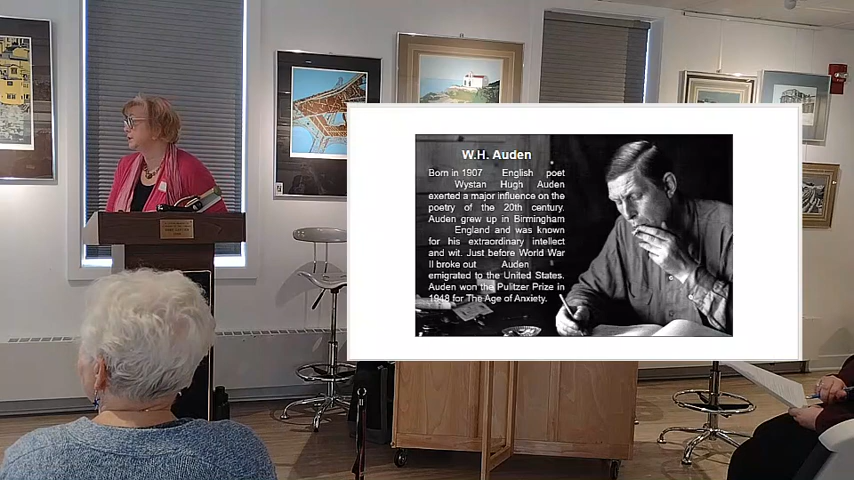 W.H. Auden
Born in 1907 English poet
Wystan Hugh Auden
exerted a major influence on the
poetry of the 20th century.
Auden grew up in Birmingham
England and was known
for his extraordinary intellect
and wit. Just before World War
II broke out Auden
emigrated to the United States.
Auden won the Pulitzer Prize in
1948 for The Age of Anxiety.